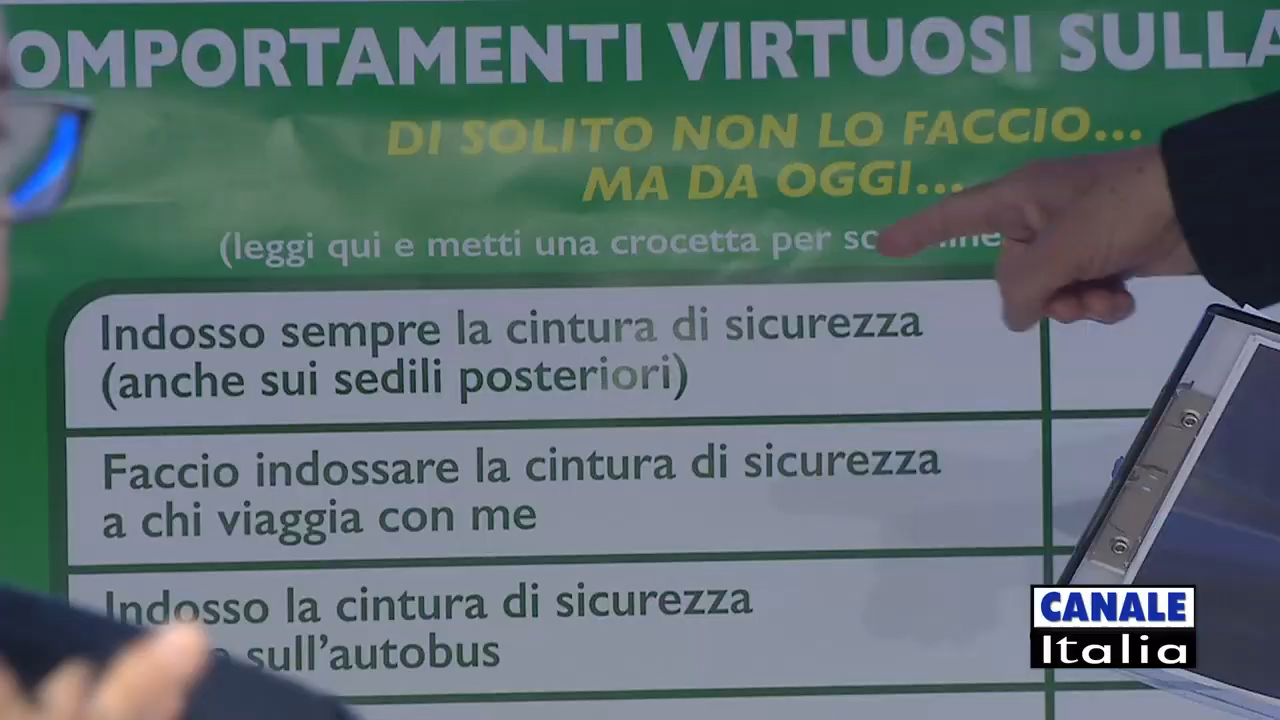 OMPORTAMENTI VIRTUOSI SULLA
DI SOLITO NON LO FACCIO...
MA DA OGGI...
(leggi qui e metti una crocetta per
Indosso sempre la cintura di sicurezza
(anche sui sedili posteriori)
Faccio indossare la cintura di sicurezza
a chi viaggia con me
Indosso la cintura di sicurezza
sull'autobus
CANALE
Italia